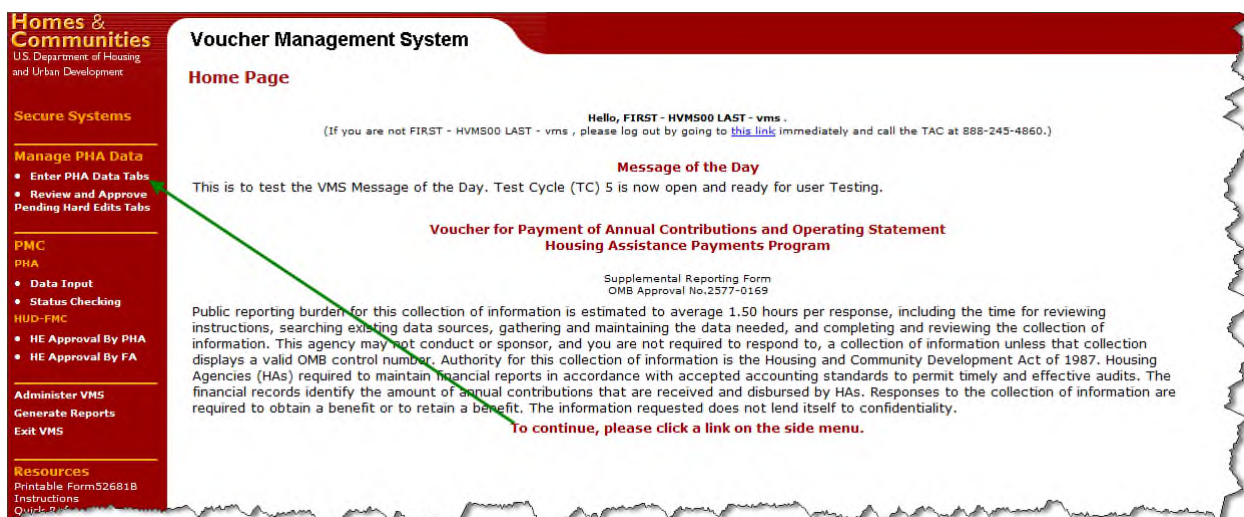 Homes &
Communities
U.S. Department of Housing
and Urban Development
Secure Systems
Manage PHA Data
• Enter PHA Data Tabs
• Review and Approve
Pending Hard Edits Tabs
PMC
PHA
• Data Input
• Status Checking
HUD-FMC
• HE Approval By PHA
• HE Approval By FA
Administer VMS
Generate Reports
Exit VMS
Resources
Printable Form52681B
Instructions
Voucher Management System
Home Page
Hello, FIRST - HVMS00 LAST - vms .
(If you are not FIRST - HVMS00 LAST - vms , please log out by going to this link immediately and call the TAC at 888-245-4860.)
Message of the Day
This is to test the VMS Message of the Day. Test Cycle (TC) 5 is now open and ready for user Testing.
Voucher for Payment of Annual Contributions and Operating Statement
Housing Assistance Payments Program
Supplemental Reporting Form
OMB Approval No.2577-0169
Public reporting burden for this collection of information is estimated to average 1.50 hours per response, including the time for reviewing
instructions, searching existing data sources, gathering and maintaining the data needed, and completing and reviewing the collection of
information. This agency may not conduct or sponsor, and you are not required to respond to, a collection of information unless that collection
displays a valid OMB control number. Authority for this collection of information is the Housing and Community Development Act of 1987. Housing
Agencies (HAs) required to maintain financial reports in accordance with accepted accounting standards to permit timely and effective audits. The
financial records identify the amount of annual contributions that are received and disbursed by HAs. Responses to the collection of information are
required to obtain a benefit or to retain a benefit. The information requested does not lend itself to confidentiality.
To continue, please click a link on the side menu.